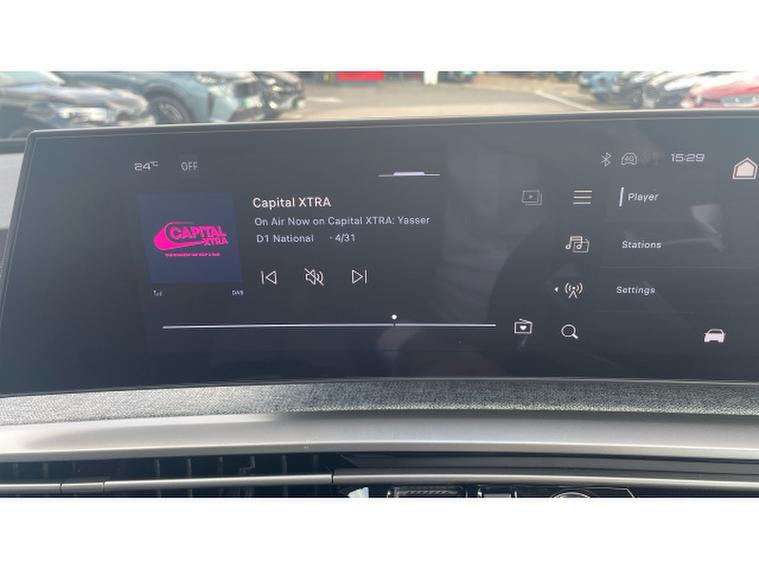 24°C OFF
4G 15:29
Capital XTRA
On Air Now on Capital XTRA: Yasser
D1 National · 4/31
CAPITAL
XTRA
DAB
Player
Stations
Settings